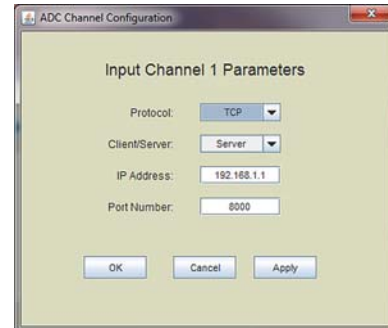 ADC Channel Configuration
Input Channel 1 Parameters
Protocol: TCP
Client/Server: Server
IP Address: 192.168.1.1
Port Number: 8000
OK Cancel Apply